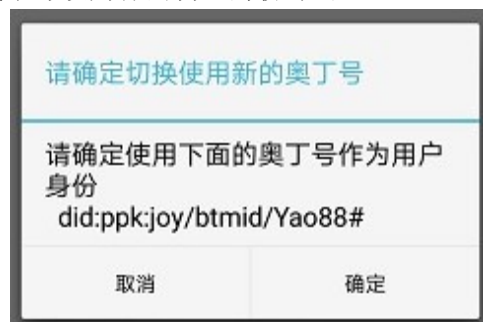 请确定切换使用新的奥丁号
请确定使用下面的奥丁号作为用户
身份
did:ppk:joy/btmid/Yao88#
取消
确定